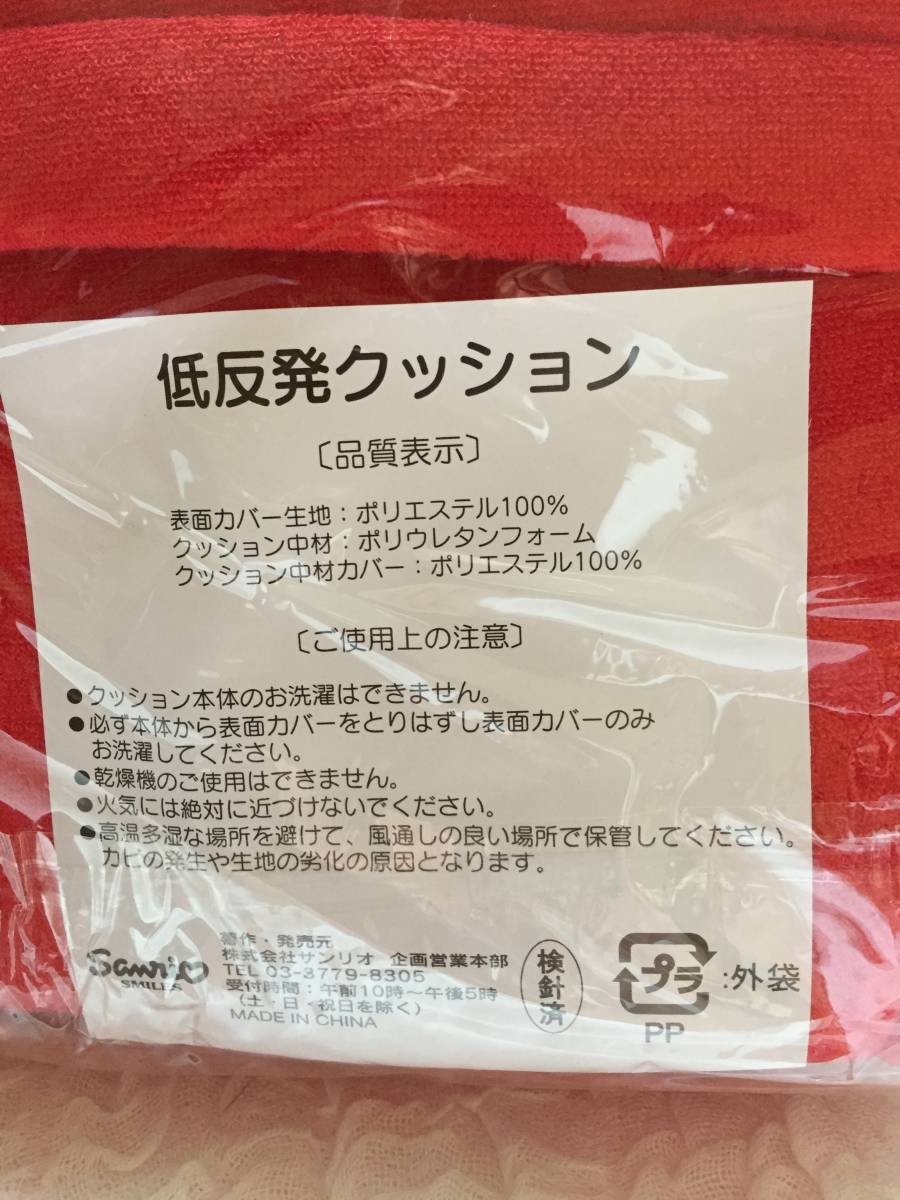 低反発クッション
〔品質表示〕
表面カバー生地：ポリエステル100%
クッション中材：ポリウレタンフォーム
クッション中材カバー：ポリエステル100%
〔ご使用上の注意〕
●クッション本体のお洗濯はできません。
●必ず本体から表面カバーをとりはずし表面カバーのみ
お洗濯してください。
●乾燥機のご使用はできません。
●火気には絶対に近づけないでください。
●高温多湿な場所を避けて、風通しの良い場所で保管してください。
カビの発生や生地の劣化の原因となります。
Sanrio
SMILES
著作・発売元
株式会社サンリオ 企画営業本部
TEL 03-3779-8305
受付時間：午前10時～午後5時
(土・日・祝日を除く)
MADE IN CHINA
検針済
プラ：外袋
PP